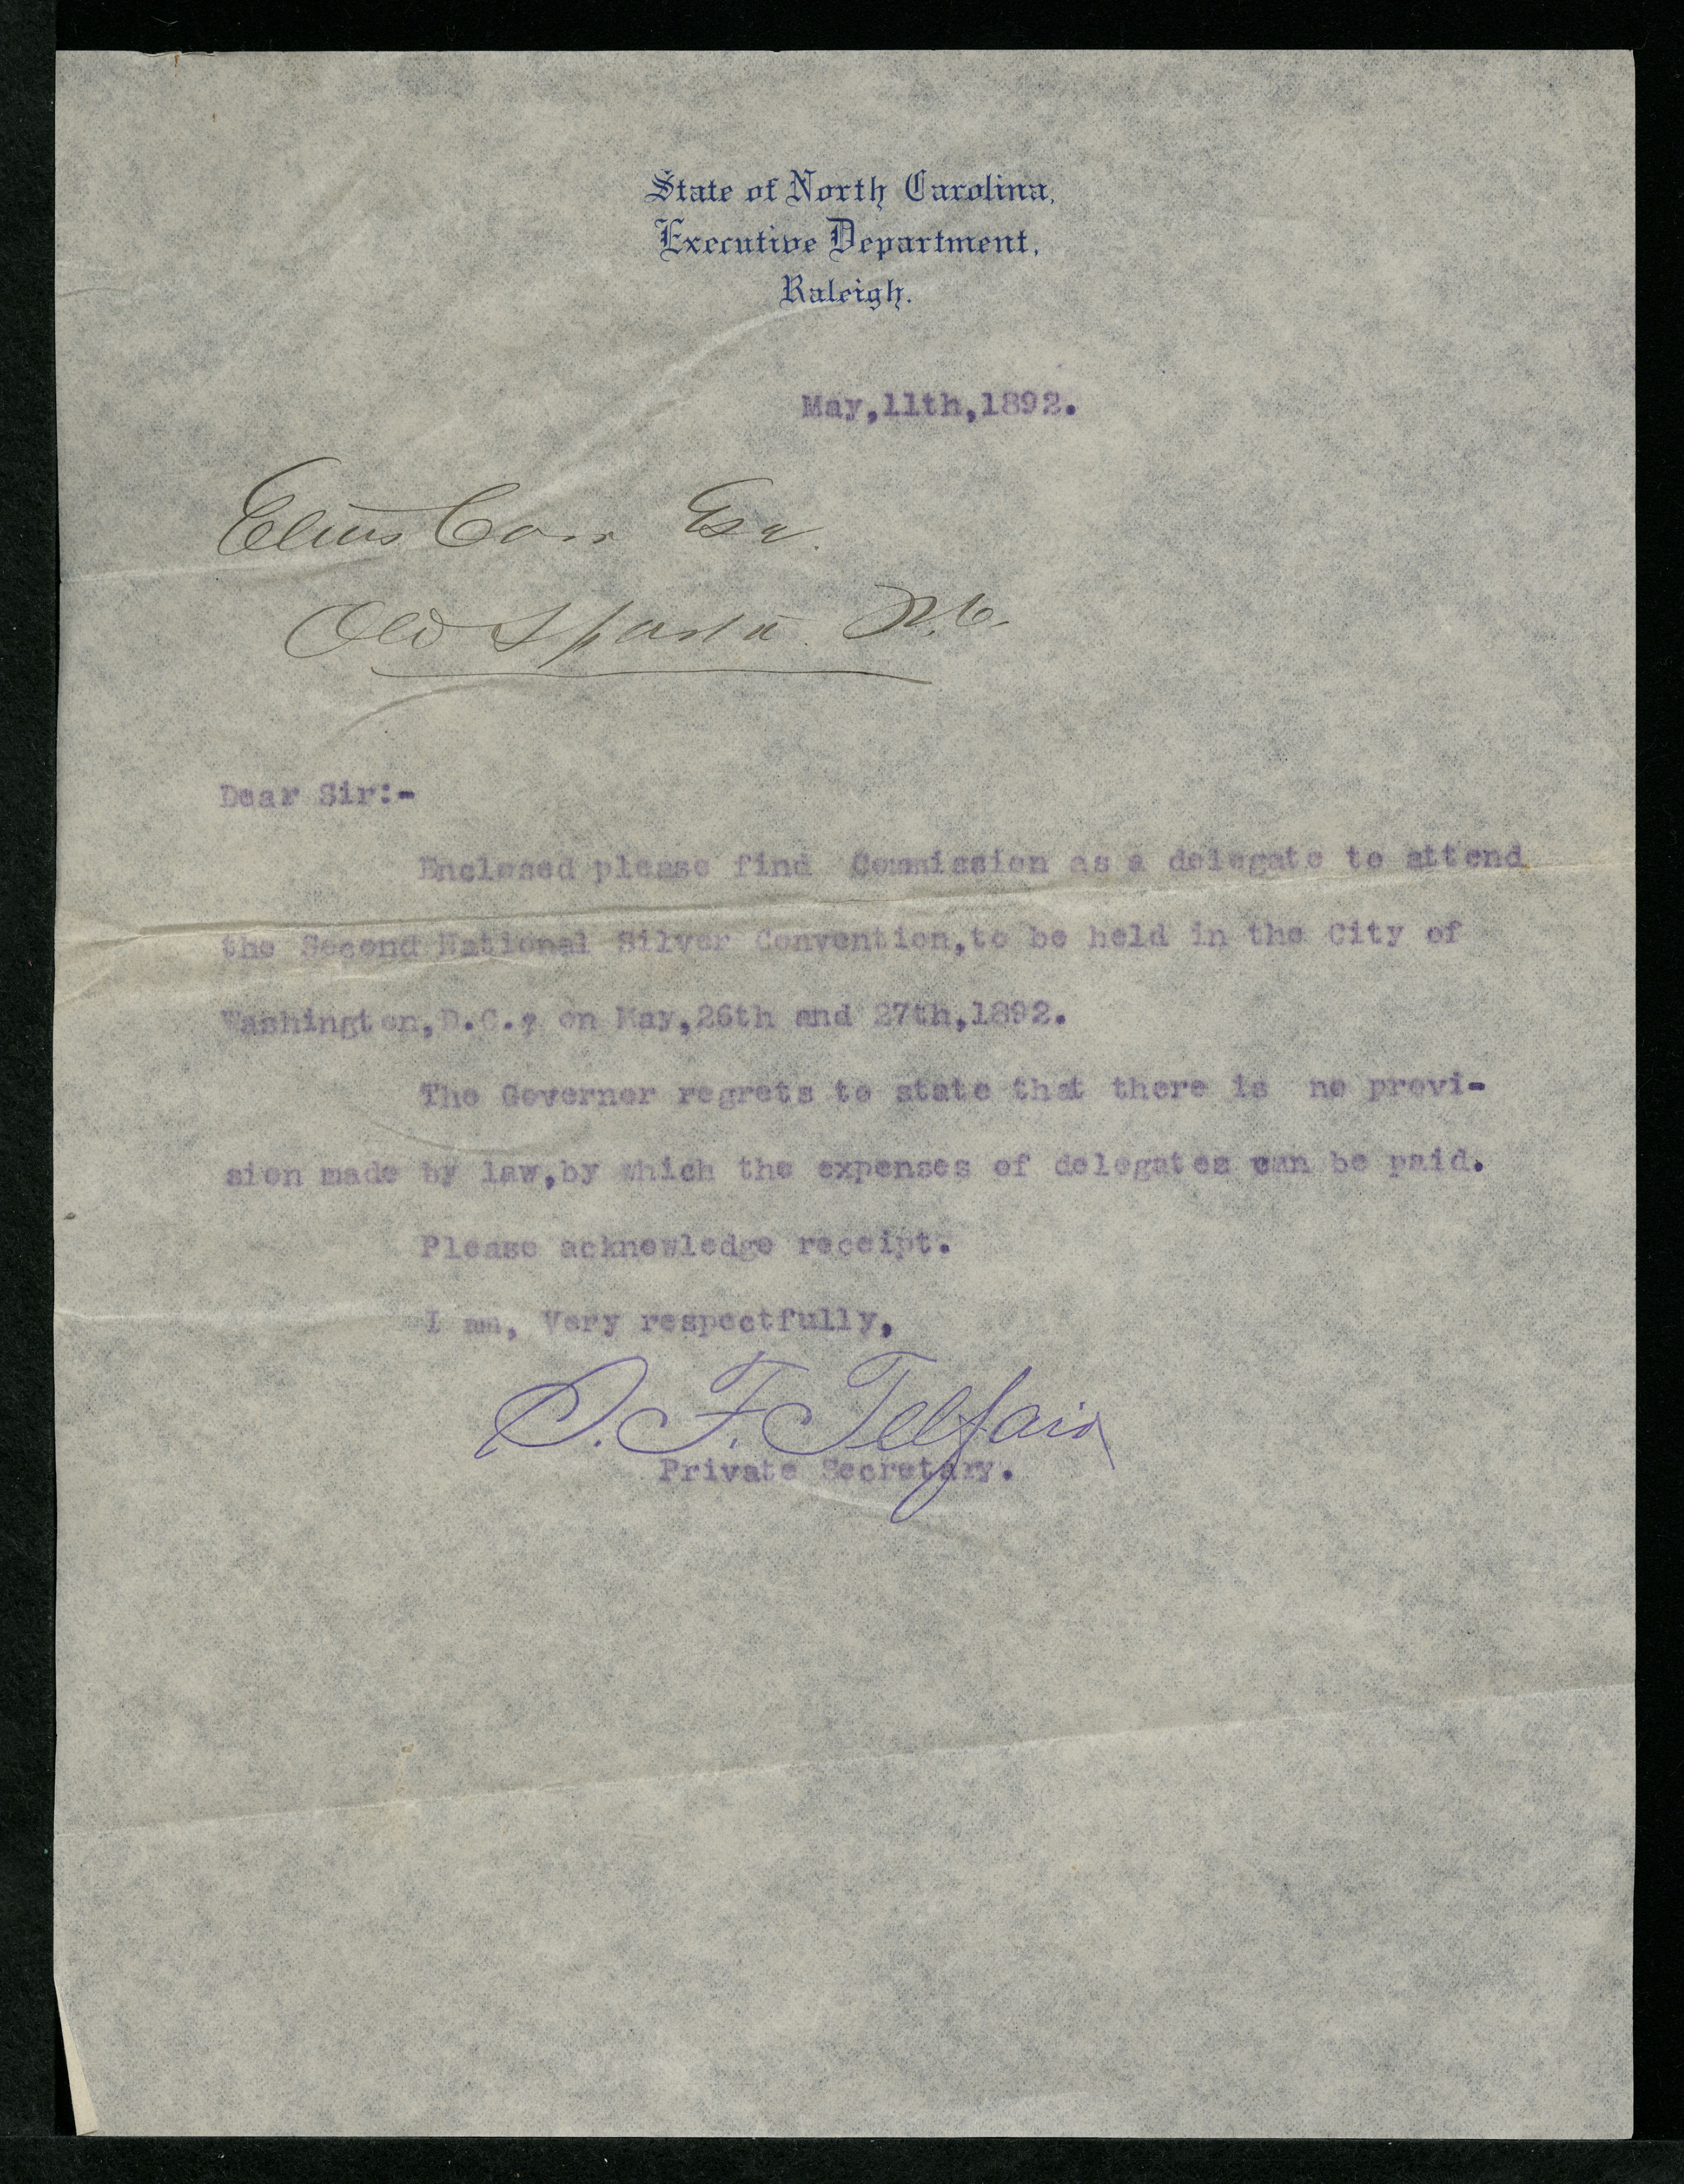 State of North Carolina,
Executive Department,
Raleigh.
May,11th,1892.
Elias Carr Esq.
Old Sparta N.C.
Dear Sir:-
Enclosed please find Commission as a delegate to attend
the Second National Silver Convention,to be held in the City of
Washington,D.C., on May,26th and 27th,1892.
The Governor regrets to state that there is no provi-
sion made by law,by which the expenses of delegates can be paid.
Please acknowledge receipt.
I am, Very respectfully,
S. F. Telfair
Private Secretary.